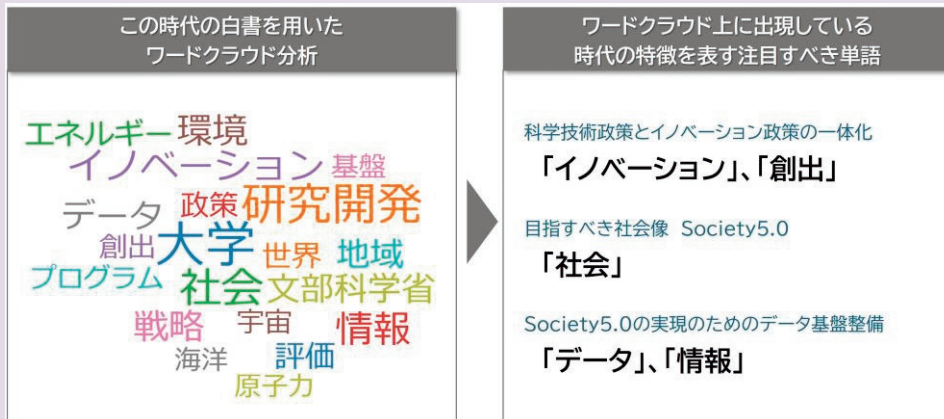 この時代の白書を用いた
ワードクラウド分析
エネルギー 環境
イノベーション 基盤
データ 政策 研究開発
創出 大学 世界 地域
プログラム 社会 文部科学省
戦略 宇宙 情報
海洋 評価
原子力
ワードクラウド上に出現している
時代の特徴を表す注目すべき単語
科学技術政策とイノベーション政策の一体化
「イノベーション」、「創出」
目指すべき社会像 Society5.0
「社会」
Society5.0の実現のためのデータ基盤整備
「データ」、「情報」